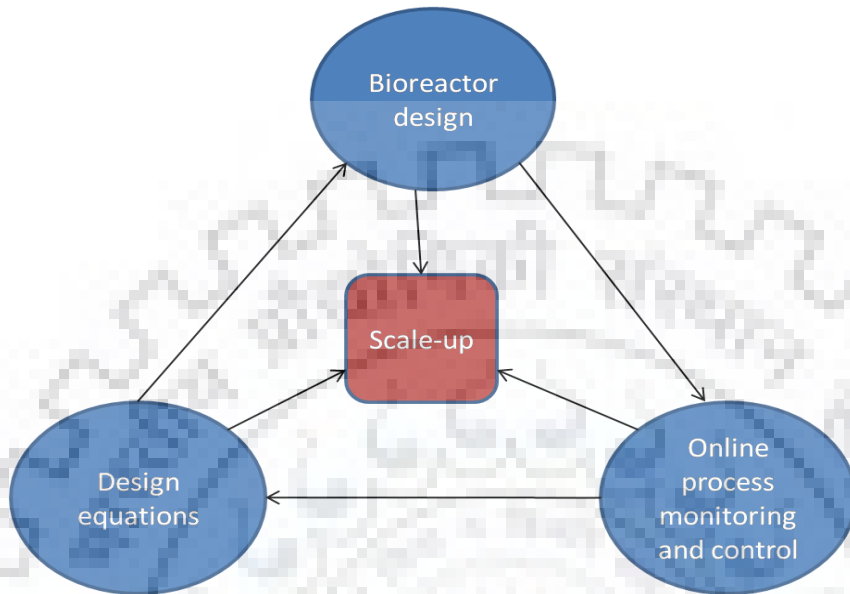 Bioreactor
design
Scale-up
Design
equations
Online
process
monitoring
and control